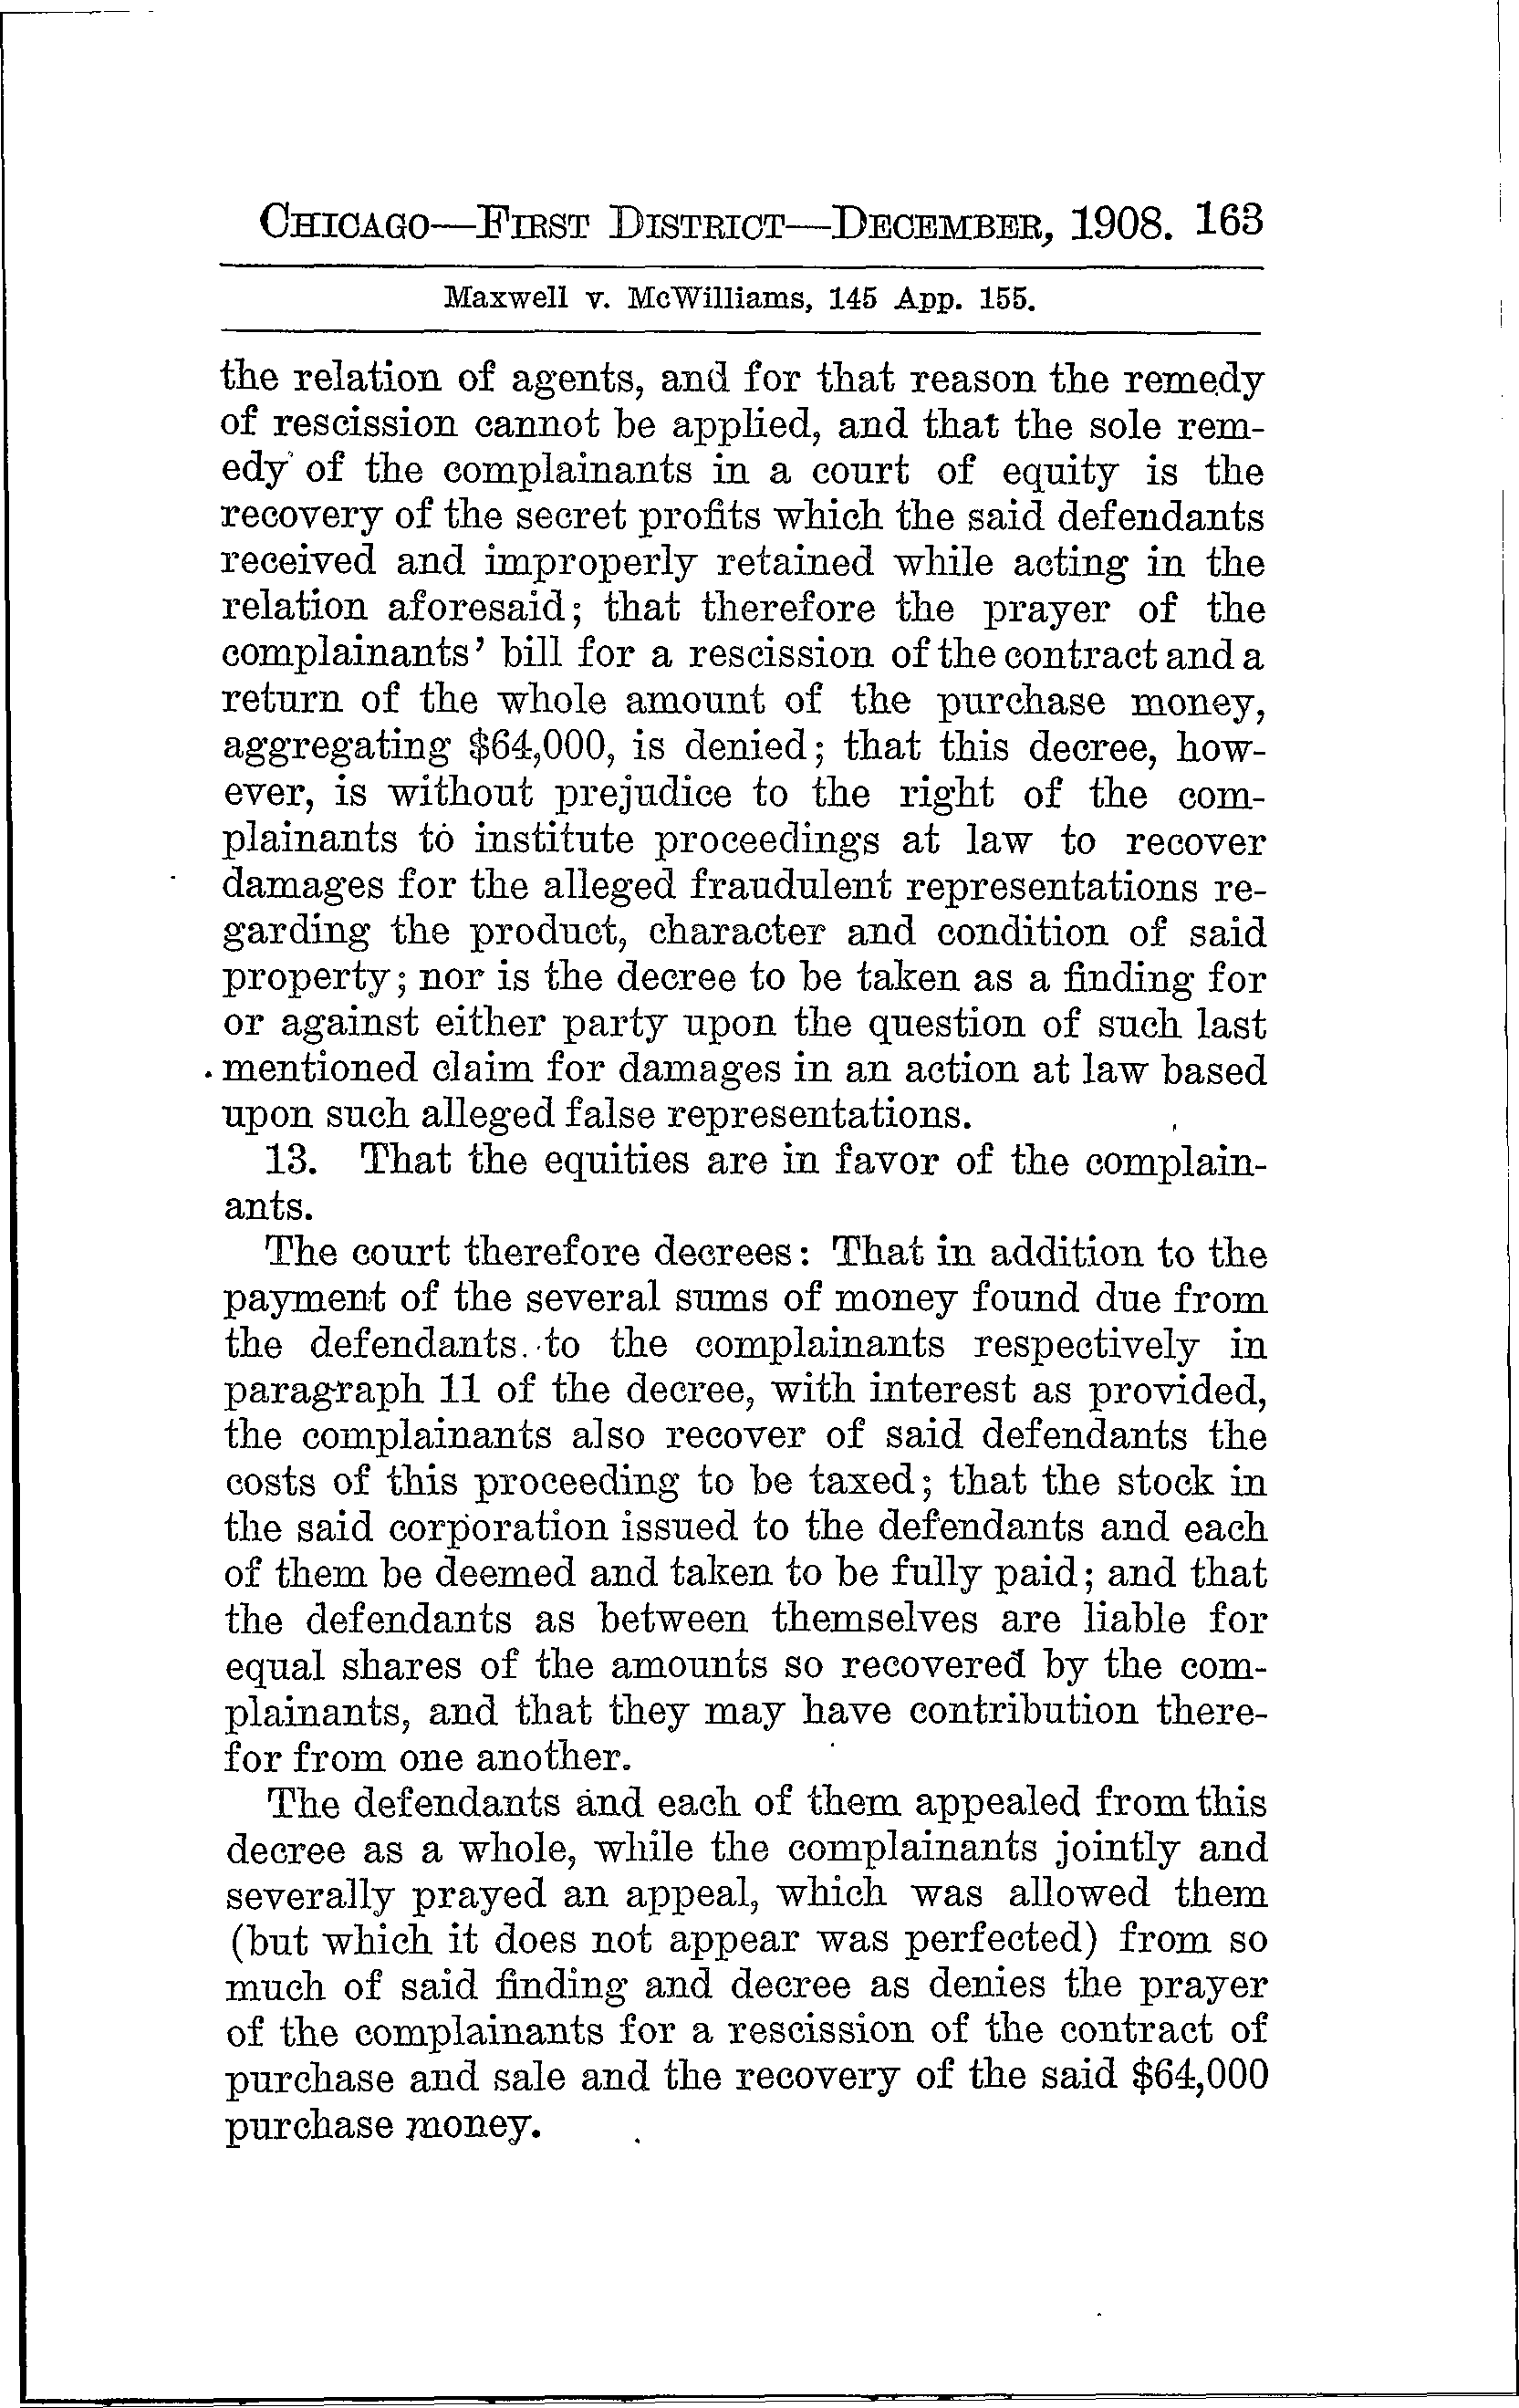 CHICAGO—FIRST DISTRICT—DECEMBER, 1908. 163
Maxwell v. McWilliams, 145 App. 155.
the relation of agents, and for that reason the remedy
of rescission cannot be applied, and that the sole rem-
edy of the complainants in a court of equity is the
recovery of the secret profits which the said defendants
received and improperly retained while acting in the
relation aforesaid; that therefore the prayer of the
complainants' bill for a rescission of the contract and a
return of the whole amount of the purchase money,
aggregating $64,000, is denied; that this decree, how-
ever, is without prejudice to the right of the com-
plainants to institute proceedings at law to recover
damages for the alleged fraudulent representations re-
garding the product, character and condition of said
property; nor is the decree to be taken as a finding for
or against either party upon the question of such last
mentioned claim for damages in an action at law based
upon such alleged false representations.
13. That the equities are in favor of the complain-
ants.
The court therefore decrees: That in addition to the
payment of the several sums of money found due from
the defendants to the complainants respectively in
paragraph 11 of the decree, with interest as provided,
the complainants also recover of said defendants the
costs of this proceeding to be taxed; that the stock in
the said corporation issued to the defendants and each
of them be deemed and taken to be fully paid; and that
the defendants as between themselves are liable for
equal shares of the amounts so recovered by the com-
plainants, and that they may have contribution there-
for from one another.
The defendants and each of them appealed from this
decree as a whole, while the complainants jointly and
severally prayed an appeal, which was allowed them
(but which it does not appear was perfected) from so
much of said finding and decree as denies the prayer
of the complainants for a rescission of the contract of
purchase and sale and the recovery of the said $64,000
purchase money.